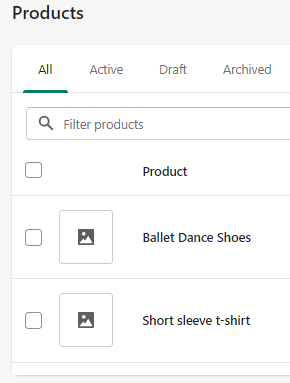 Products
All Active Draft Archived
Filter products
Product
Ballet Dance Shoes
Short sleeve t-shirt